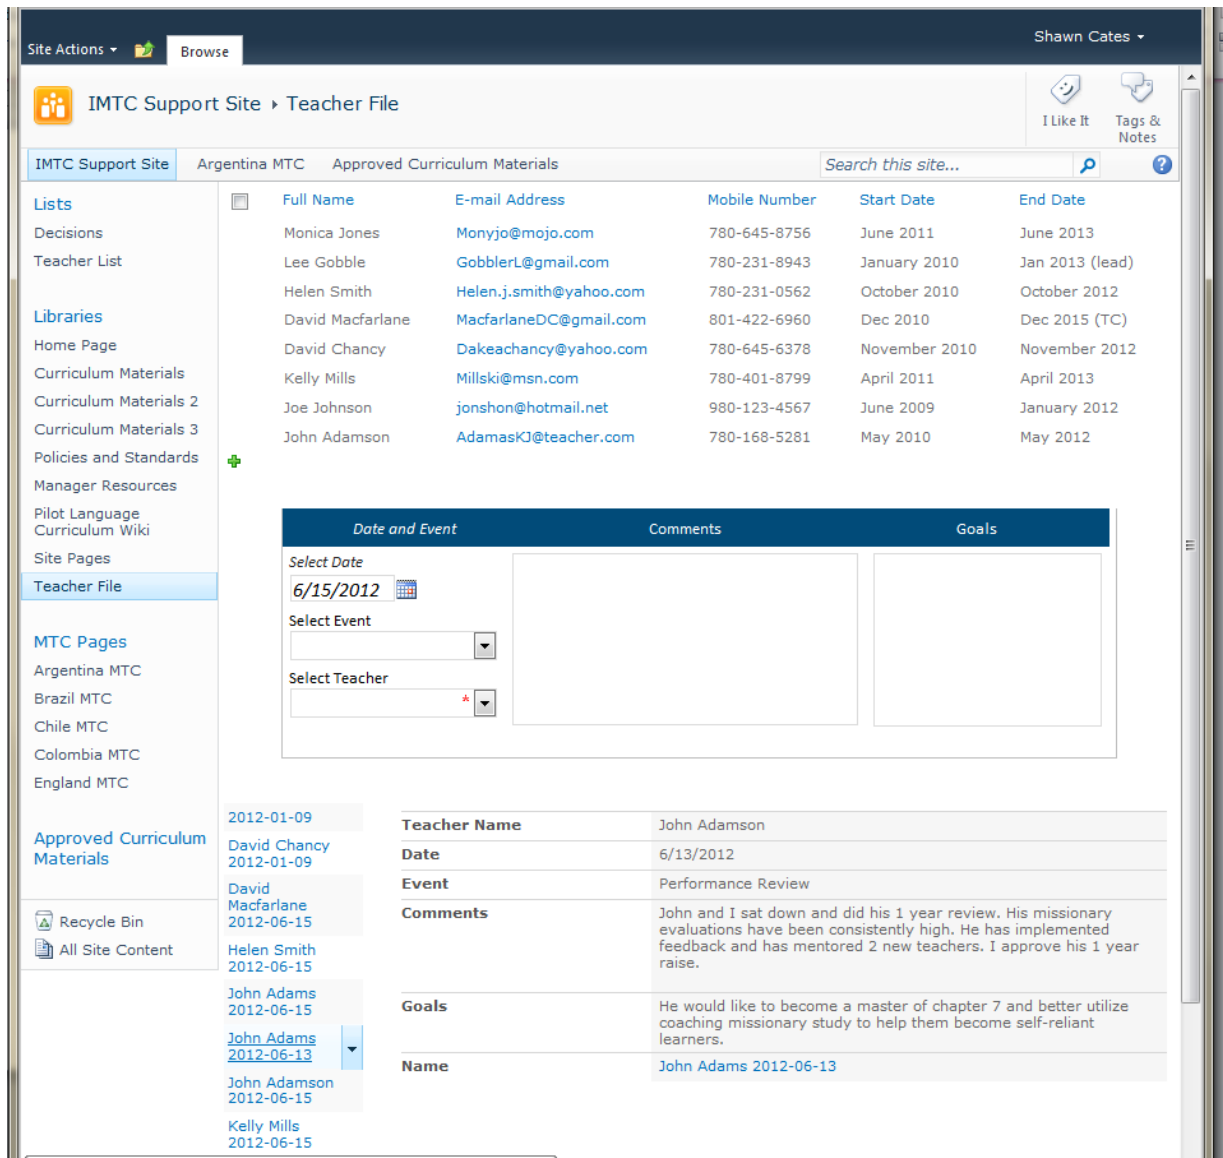 Shawn Cates
Site Actions
Browse
IMTC Support Site ▸ Teacher File
I Like It
Tags &
Notes
IMTC Support Site Argentina MTC Approved Curriculum Materials
Search this site...
Lists
Decisions
Teacher List
Libraries
Home Page
Curriculum Materials
Curriculum Materials 2
Curriculum Materials 3
Policies and Standards
Manager Resources
Pilot Language
Curriculum Wiki
Site Pages
Teacher File
MTC Pages
Argentina MTC
Brazil MTC
Chile MTC
Colombia MTC
England MTC
Approved Curriculum
Materials
Recycle Bin
All Site Content
Full Name E-mail Address Mobile Number Start Date End Date
Monica Jones Monyjo@mojo.com 780-645-8756 June 2011 June 2013
Lee Gobble GobblerL@gmail.com 780-231-8943 January 2010 Jan 2013 (lead)
Helen Smith Helen.j.smith@yahoo.com 780-231-0562 October 2010 October 2012
David Macfarlane MacfarlaneDC@gmail.com 801-422-6960 Dec 2010 Dec 2015 (TC)
David Chancy Dakeachancy@yahoo.com 780-645-6378 November 2010 November 2012
Kelly Mills Millski@msn.com 780-401-8799 April 2011 April 2013
Joe Johnson jonshon@hotmail.net 980-123-4567 June 2009 January 2012
John Adamson AdamasKJ@teacher.com 780-168-5281 May 2010 May 2012
Date and Event Comments Goals
Select Date
6/15/2012
Select Event
Select Teacher
*
2012-01-09
David Chancy
2012-01-09
David
Macfarlane
2012-06-15
Helen Smith
2012-06-15
John Adams
2012-06-15
John Adams
2012-06-13
John Adamson
2012-06-15
Kelly Mills
2012-06-15
Teacher Name John Adamson
Date 6/13/2012
Event Performance Review
Comments John and I sat down and did his 1 year review. His missionary
evaluations have been consistently high. He has implemented
feedback and has mentored 2 new teachers. I approve his 1 year
raise.
Goals He would like to become a master of chapter 7 and better utilize
coaching missionary study to help them become self-reliant
learners.
Name John Adams 2012-06-13